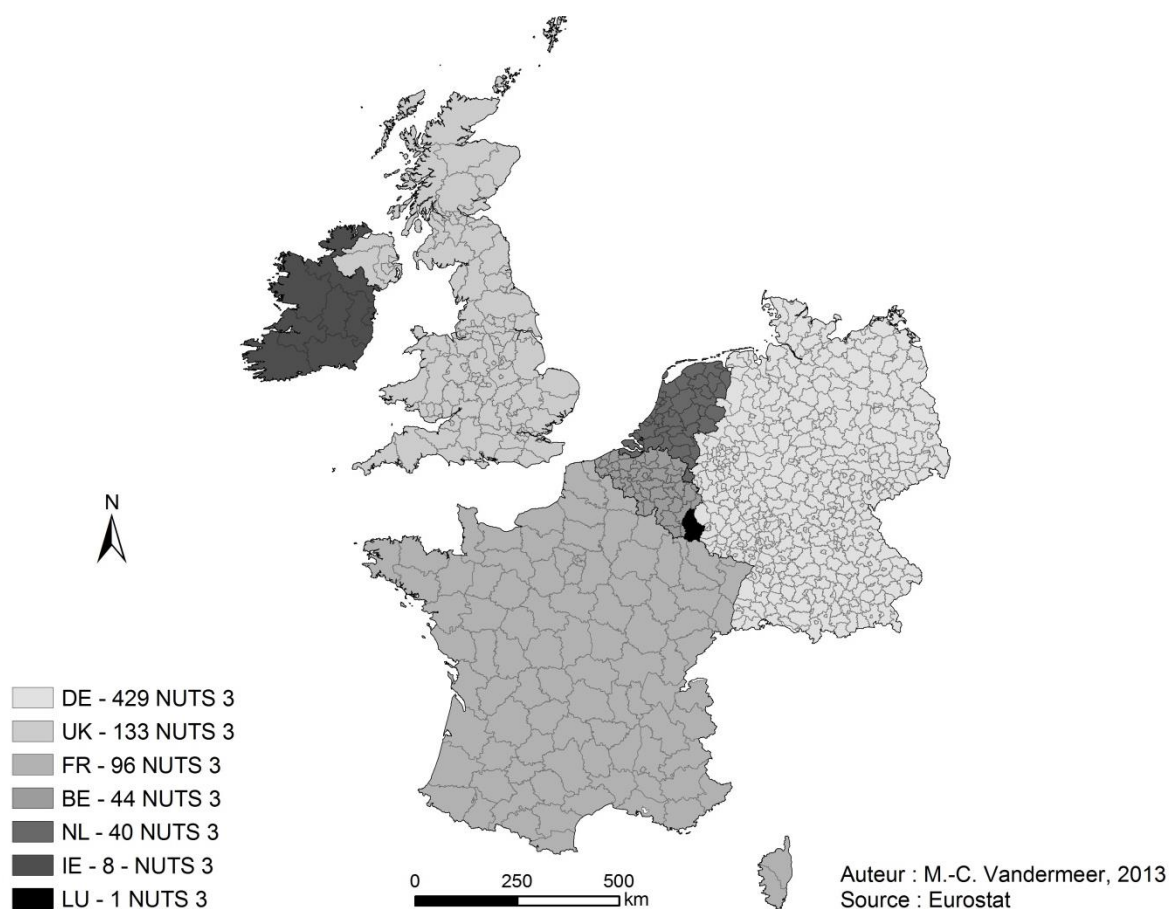 N
DE - 429 NUTS 3
UK - 133 NUTS 3
FR - 96 NUTS 3
BE - 44 NUTS 3
NL - 40 NUTS 3
IE - 8 - NUTS 3
LU - 1 NUTS 3
0 250 500
km
Auteur : M.-C. Vandermeer, 2013
Source : Eurostat